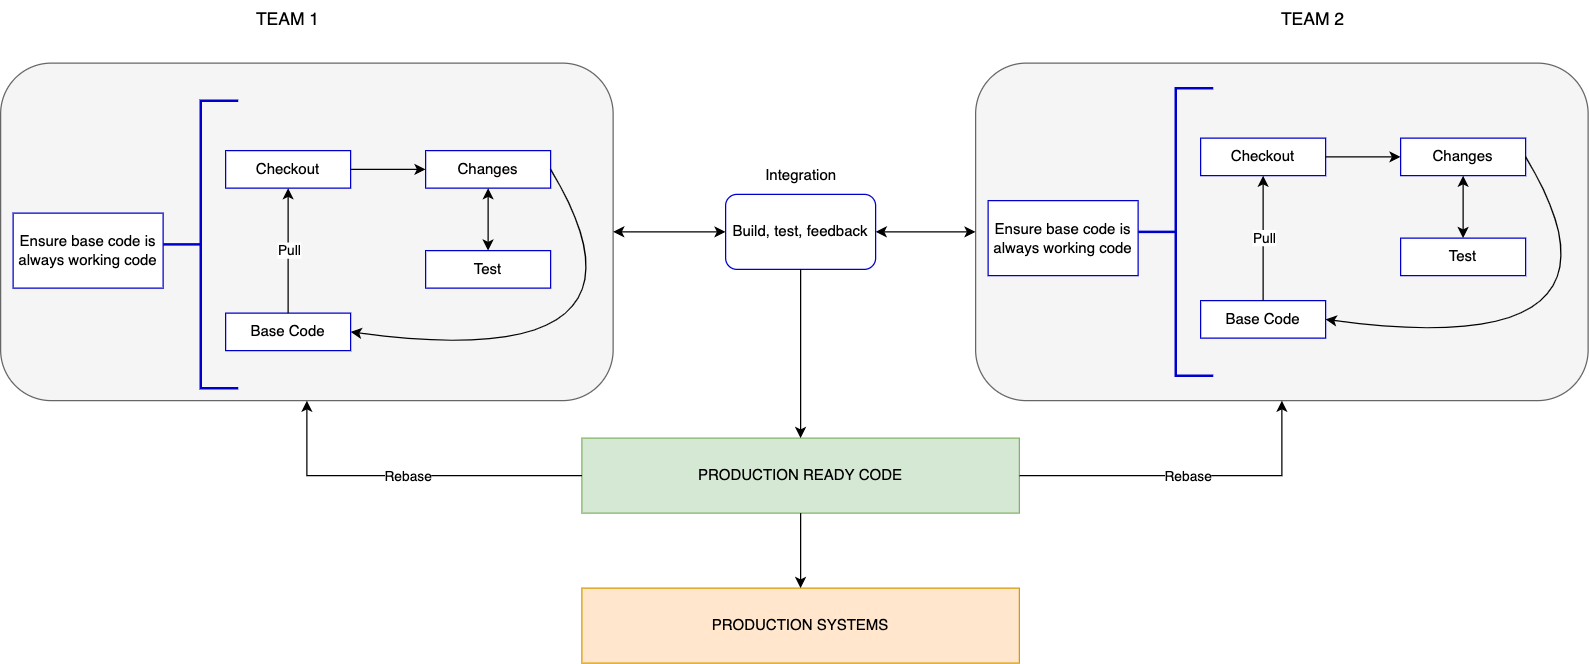 TEAM 1
TEAM 2
Checkout
Changes
Ensure base code is
always working code
Pull
Test
Base Code
Integration
Build, test, feedback
Checkout
Changes
Ensure base code is
always working code
Pull
Test
Base Code
Rebase
PRODUCTION READY CODE
Rebase
PRODUCTION SYSTEMS